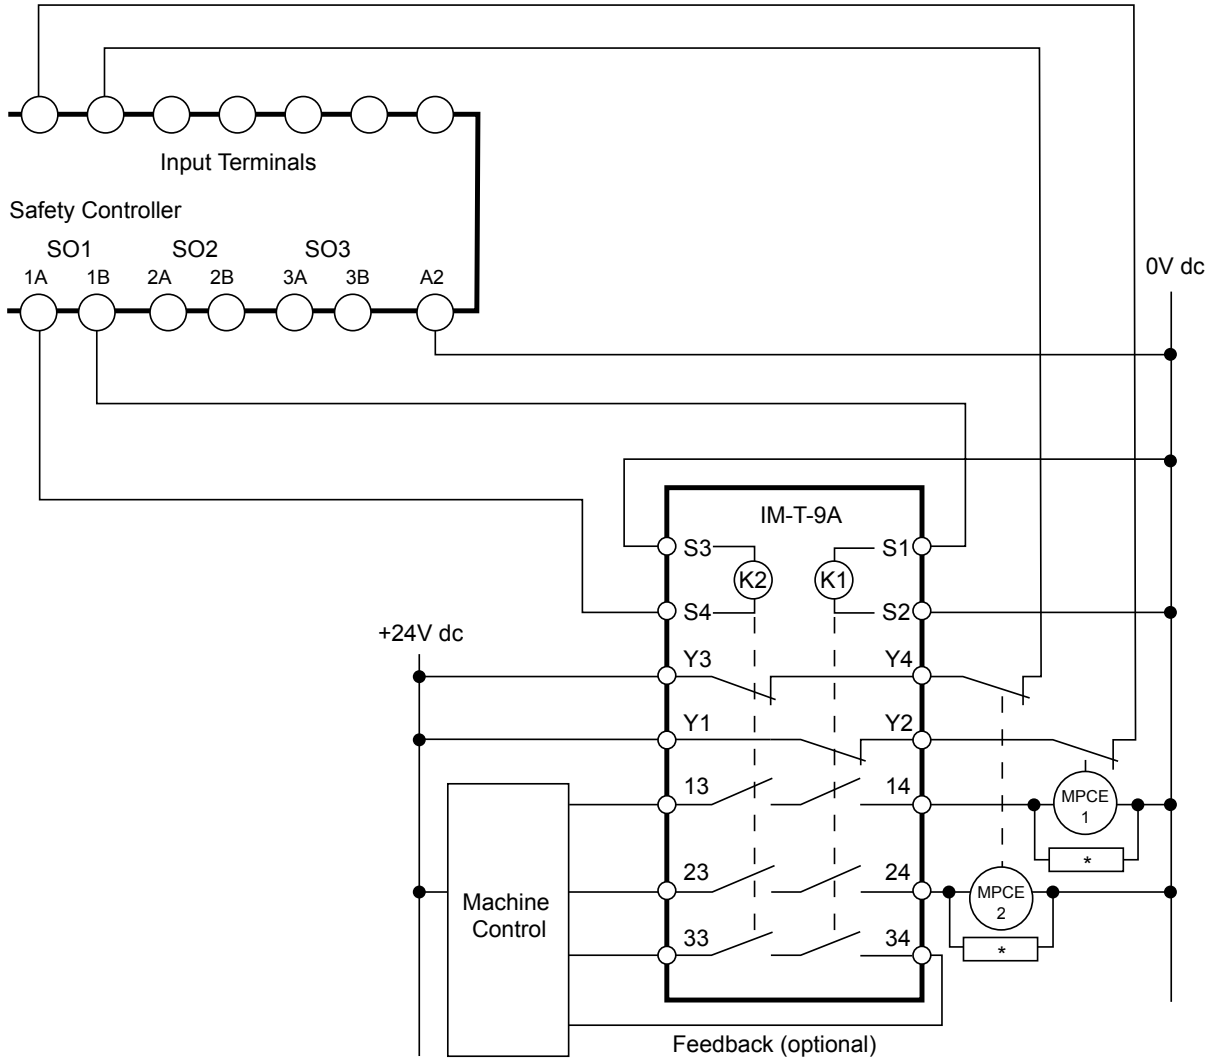 Input Terminals
Safety Controller
SO1 SO2 SO3
1A 1B 2A 2B 3A 3B A2
0V dc
IM-T-9A
S3 S1
K2 K1
S4 S2
+24V dc
Y3 Y4
Y1 Y2
13 14
MPCE
1
*
23 24
Machine
Control
MPCE
2
33 34
*
Feedback (optional)